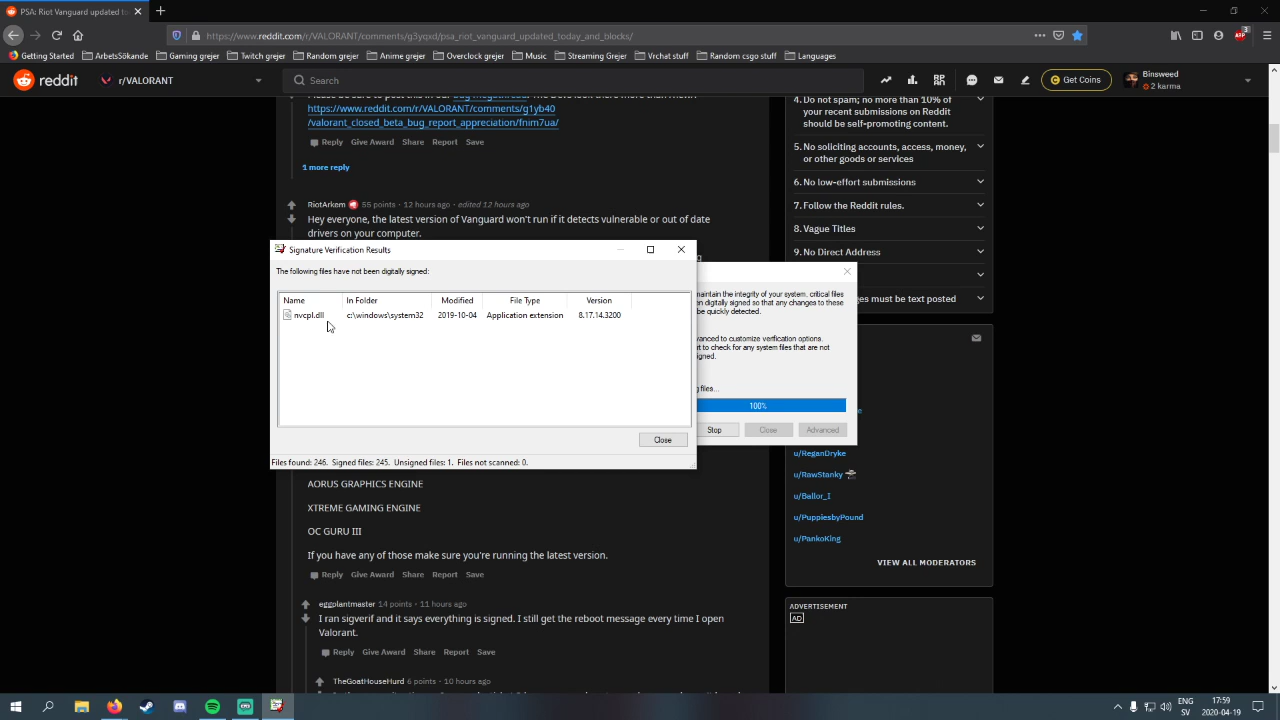 PSA: Riot Vanguard updated to
https://www.reddit.com/r/VALORANT/comments/g3yqxd/psa_riot_vanguard_updated_today_and_blocks/
Getting Started
ArbetsSökande
Gaming grejer
Twitch grejer
Random grejer
Anime grejer
Music
Streaming Grejer
Vrchat stuff
Random csgo stuff
Languages
reddit
r/VALORANT
Search
Get Coins
Binsweed
2 karma
https://www.reddit.com/r/VALORANT/comments/g1yb40
/valorant_closed_beta_bug_report_appreciation/fnim7ua/
Reply Give Award Share Report Save
1 more reply
RiotArkem 55 points · 12 hours ago · edited 12 hours ago
Hey everyone, the latest version of Vanguard won't run if it detects vulnerable or out of date
drivers on your computer.
Signature Verification Results
The following files have not been digitally signed:
Name In Folder Modified File Type Version
nvcpl.dll c:\windows\system32 2019-10-04 Application extension 8.17.14.3200
Close
Files found: 246. Signed files: 245. Unsigned files: 1. Files not scanned: 0.
maintain the integrity of your system, critical files
en digitally signed so that any changes to these
be quickly detected.
vanced to customize verification options.
rt to check for any system files that are not
signed.
g files...
100%
Stop Close Advanced
AORUS GRAPHICS ENGINE
XTREME GAMING ENGINE
OC GURU III
If you have any of those make sure you're running the latest version.
Reply Give Award Share Report Save
eggplantmaster 14 points · 11 hours ago
I ran sigverif and it says everything is signed. I still get the reboot message every time I open
Valorant.
Reply Give Award Share Report Save
TheGoatHouseHurd 6 points · 10 hours ago
4. Do not spam; no more than 10% of
your recent submissions on Reddit
should be self-promoting content.
5. No soliciting accounts, access, money,
or other goods or services
6. No low-effort submissions
7. Follow the Reddit rules.
8. Vague Titles
9. No Direct Address
ges must be text posted
u/ReganDryke
u/RawStanky
u/Ballor_I
u/PuppiesbyPound
u/PankoKing
VIEW ALL MODERATORS
ADVERTISEMENT
AD
ENG
SV
17:59
2020-04-19